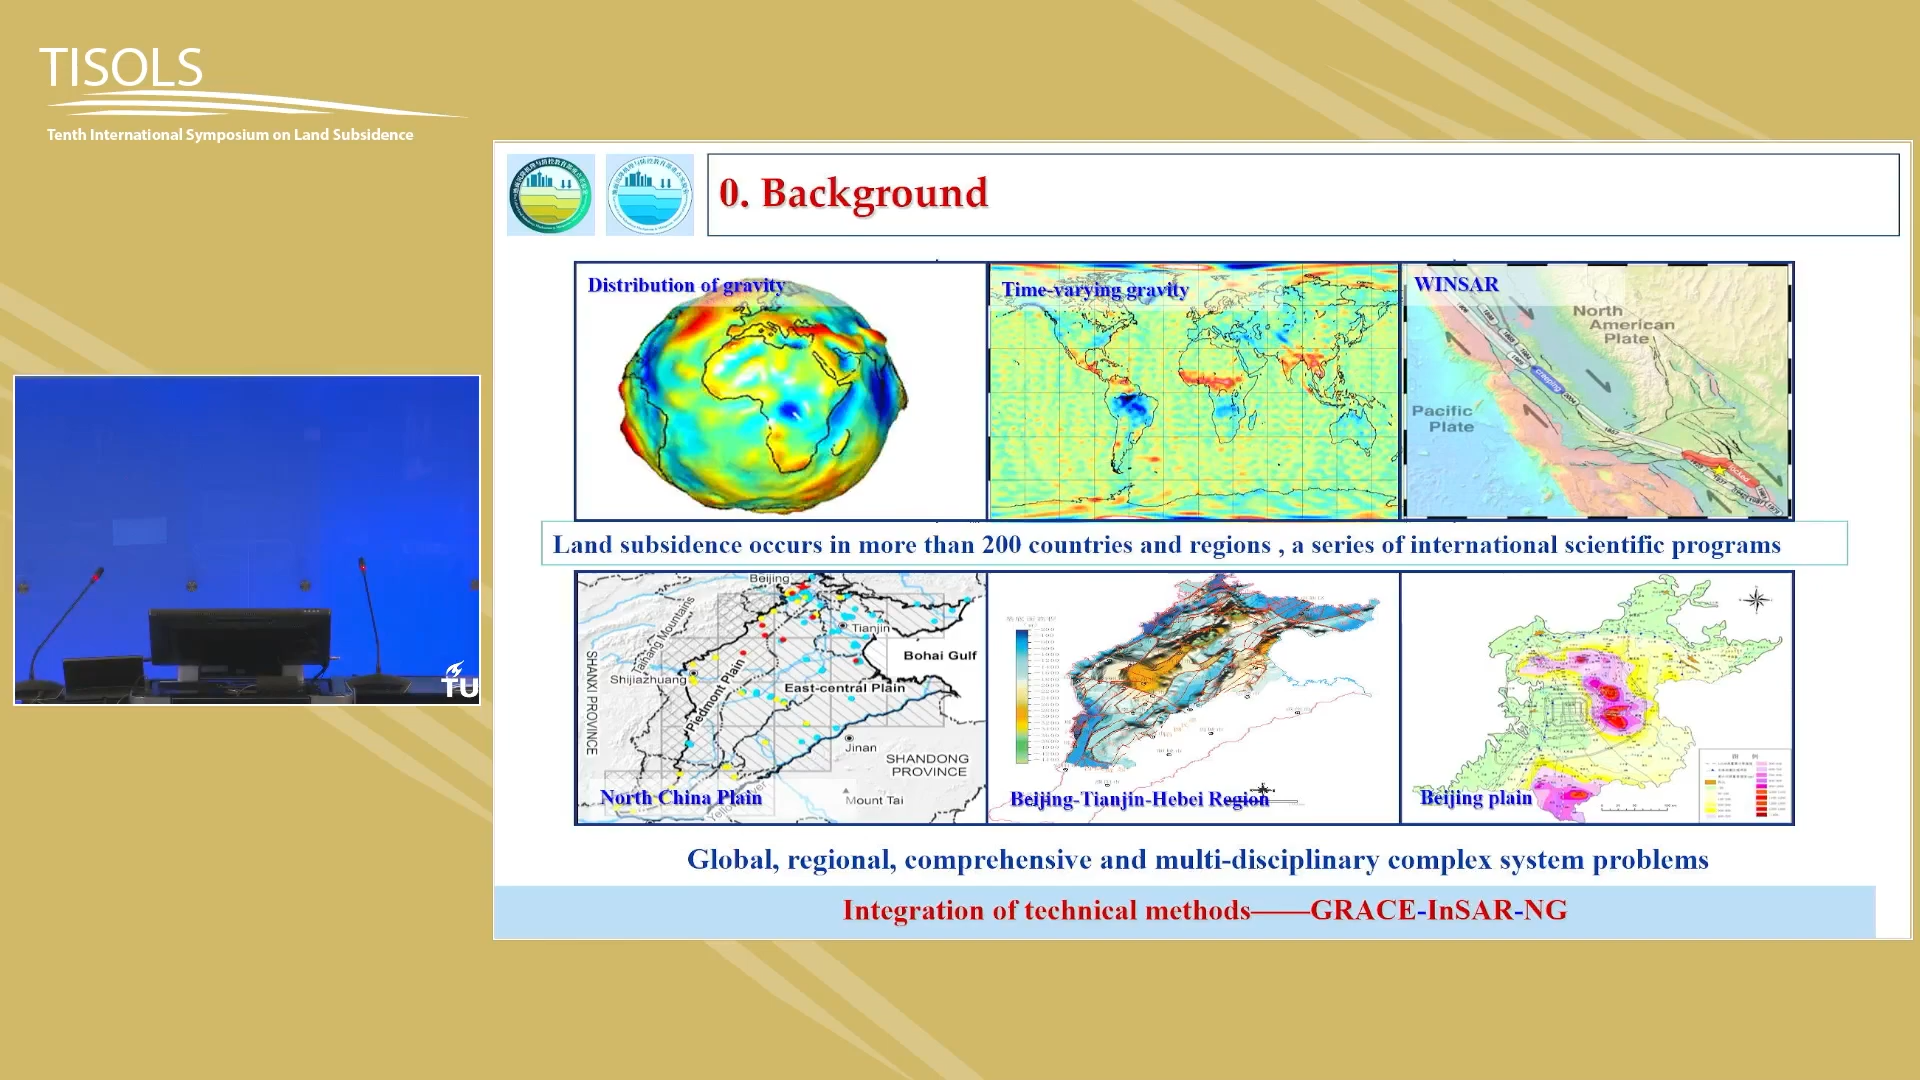 TISOLS
Tenth International Symposium on Land Subsidence
0. Background
Distribution of gravity
Time-varying gravity
WINSAR
North
American
Plate
Pacific
Plate
creeping
locked
Land subsidence occurs in more than 200 countries and regions , a series of international scientific programs
Beijing
Tianjin
Taihang Mountains
Bohai Gulf
Shijiazhuang
SHANXI PROVINCE
Piedmont Plain
East-central Plain
Jinan
SHANDONG
PROVINCE
Mount Tai
North China Plain
Beijing-Tianjin-Hebei Region
Beijing plain
TU
Global, regional, comprehensive and multi-disciplinary complex system problems
Integration of technical methods——GRACE-InSAR-NG